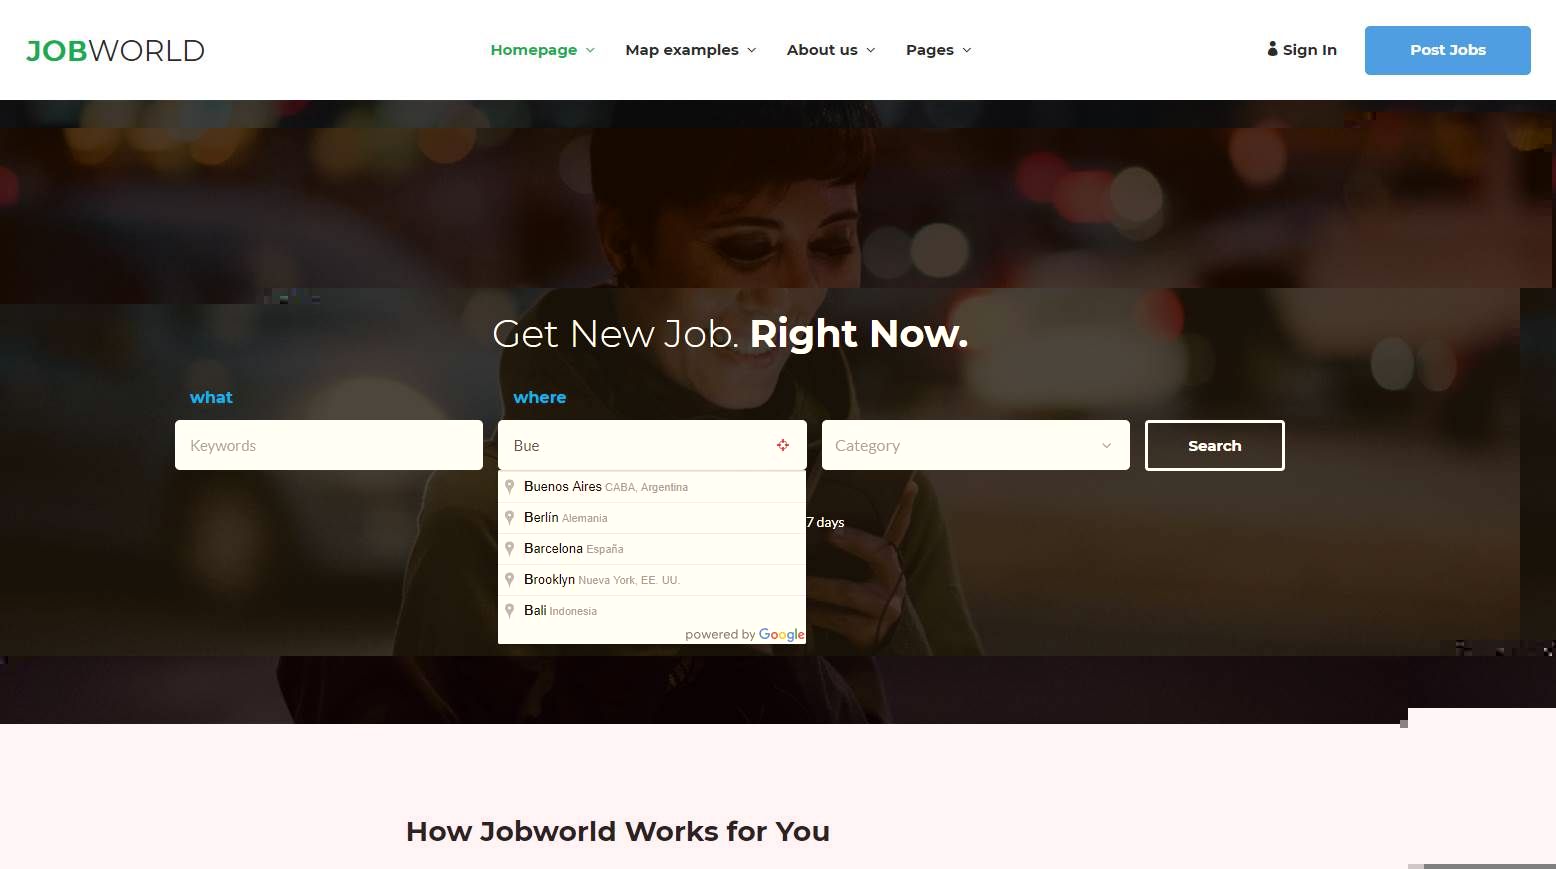 JOBWORLD
Homepage
Map examples
About us
Pages
Sign In
Post Jobs
Get New Job. Right Now.
what
where
Keywords
Bue
Category
Search
Buenos Aires CABA, Argentina
Berlín Alemania
7 days
Barcelona España
Brooklyn Nueva York, EE. UU.
Bali Indonesia
powered by Google
How Jobworld Works for You